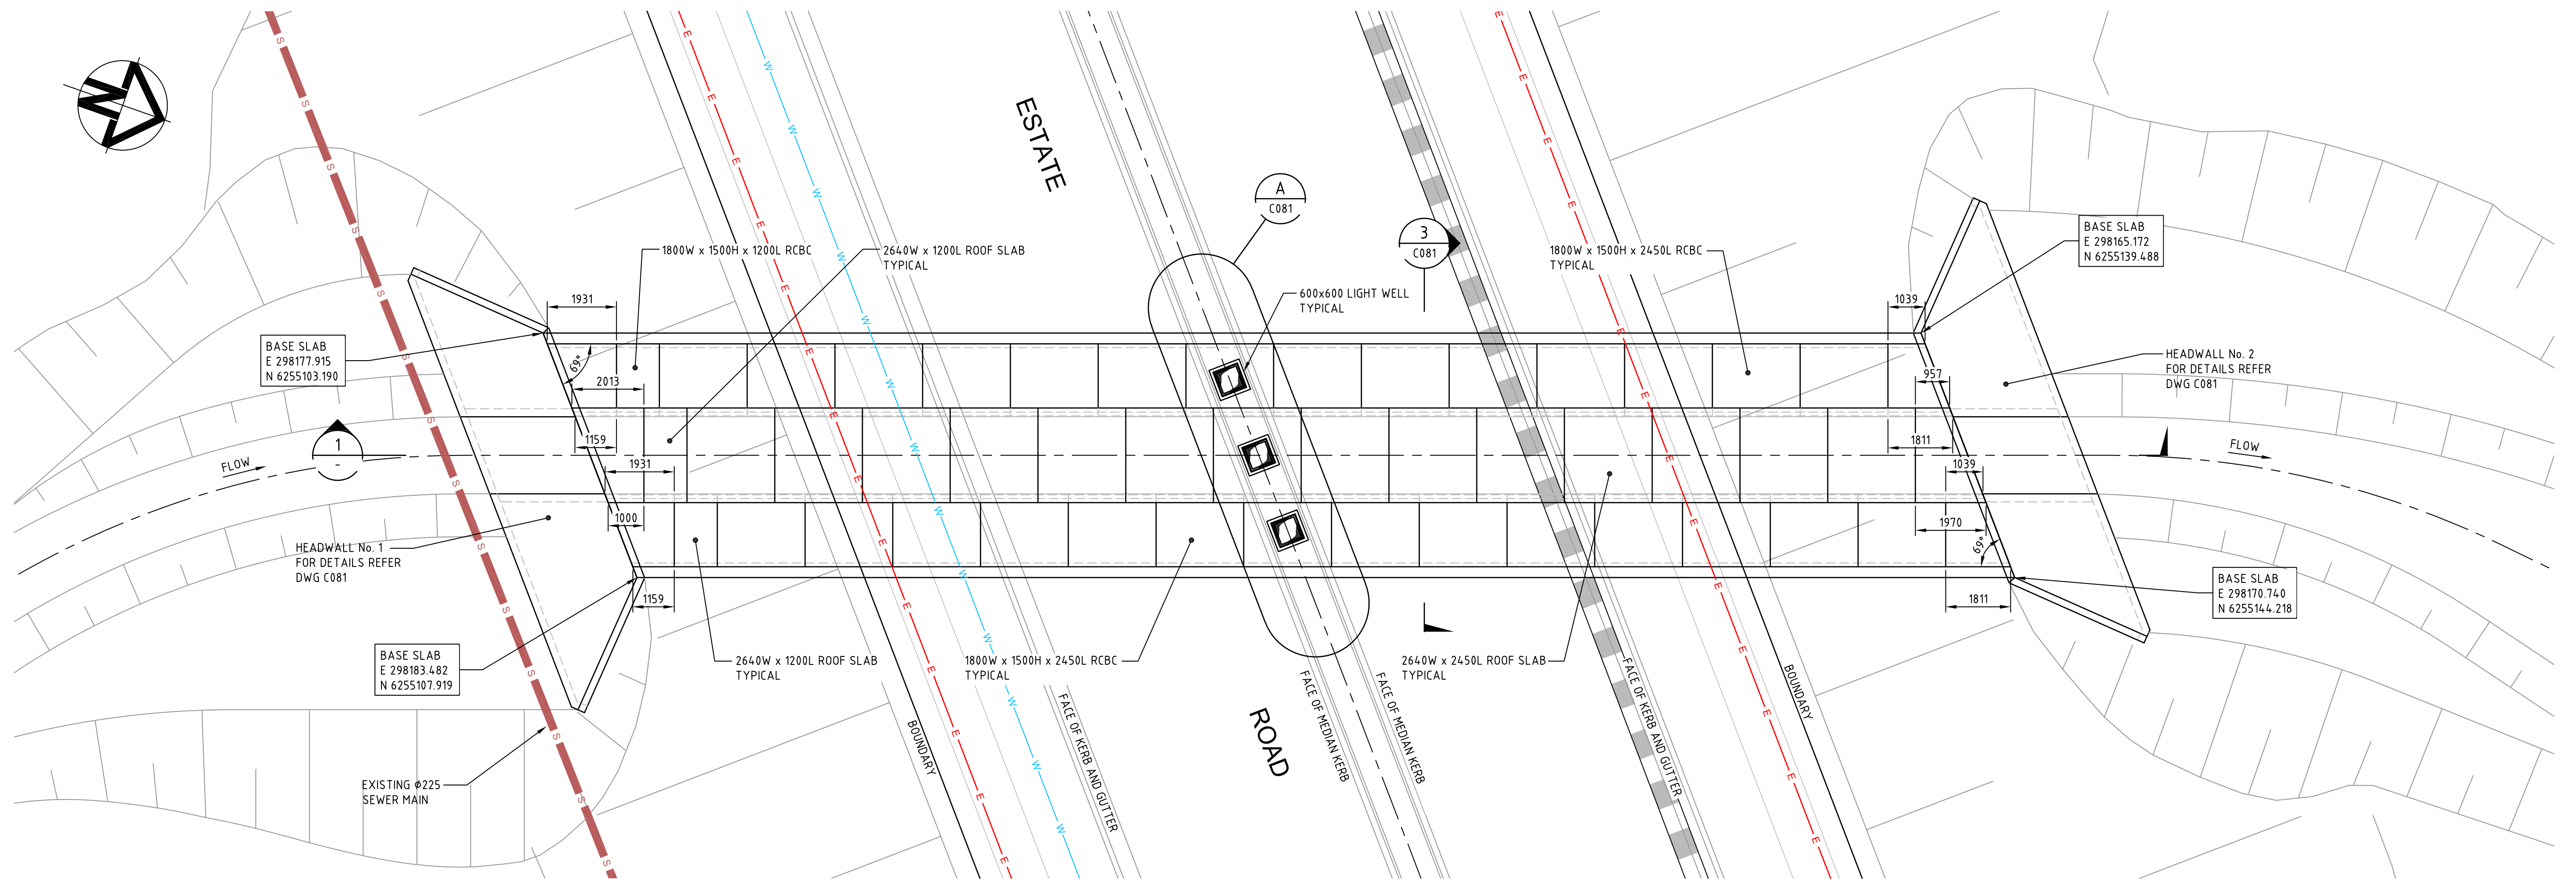 N
ESTATE
A
C081
3
C081
1800W x 1500H x 1200L RCBC
2640W x 1200L ROOF SLAB
TYPICAL
600x600 LIGHT WELL
TYPICAL
1800W x 1500H x 2450L RCBC
TYPICAL
BASE SLAB
E 298165.172
N 6255139.488
1931
1039
BASE SLAB
E 298177.915
N 6255103.190
69°
2013
957
HEADWALL No. 2
FOR DETAILS REFER
DWG C081
1
-
FLOW
1159
1931
1811
1039
FLOW
1000
1970
69°
HEADWALL No. 1
FOR DETAILS REFER
DWG C081
1159
1811
BASE SLAB
E 298170.740
N 6255144.218
BASE SLAB
E 298183.482
N 6255107.919
2640W x 1200L ROOF SLAB
TYPICAL
1800W x 1500H x 2450L RCBC
TYPICAL
2640W x 2450L ROOF SLAB
TYPICAL
BOUNDARY
FACE OF KERB AND GUTTER
ROAD
FACE OF MEDIAN KERB
FACE OF MEDIAN KERB
FACE OF KERB AND GUTTER
BOUNDARY
EXISTING Ø225
SEWER MAIN
S S S S S S S S S S
E E E E E E E E E E E E E E
W W W W W W W W W W W W W
E E E E E E E E E E E E E E